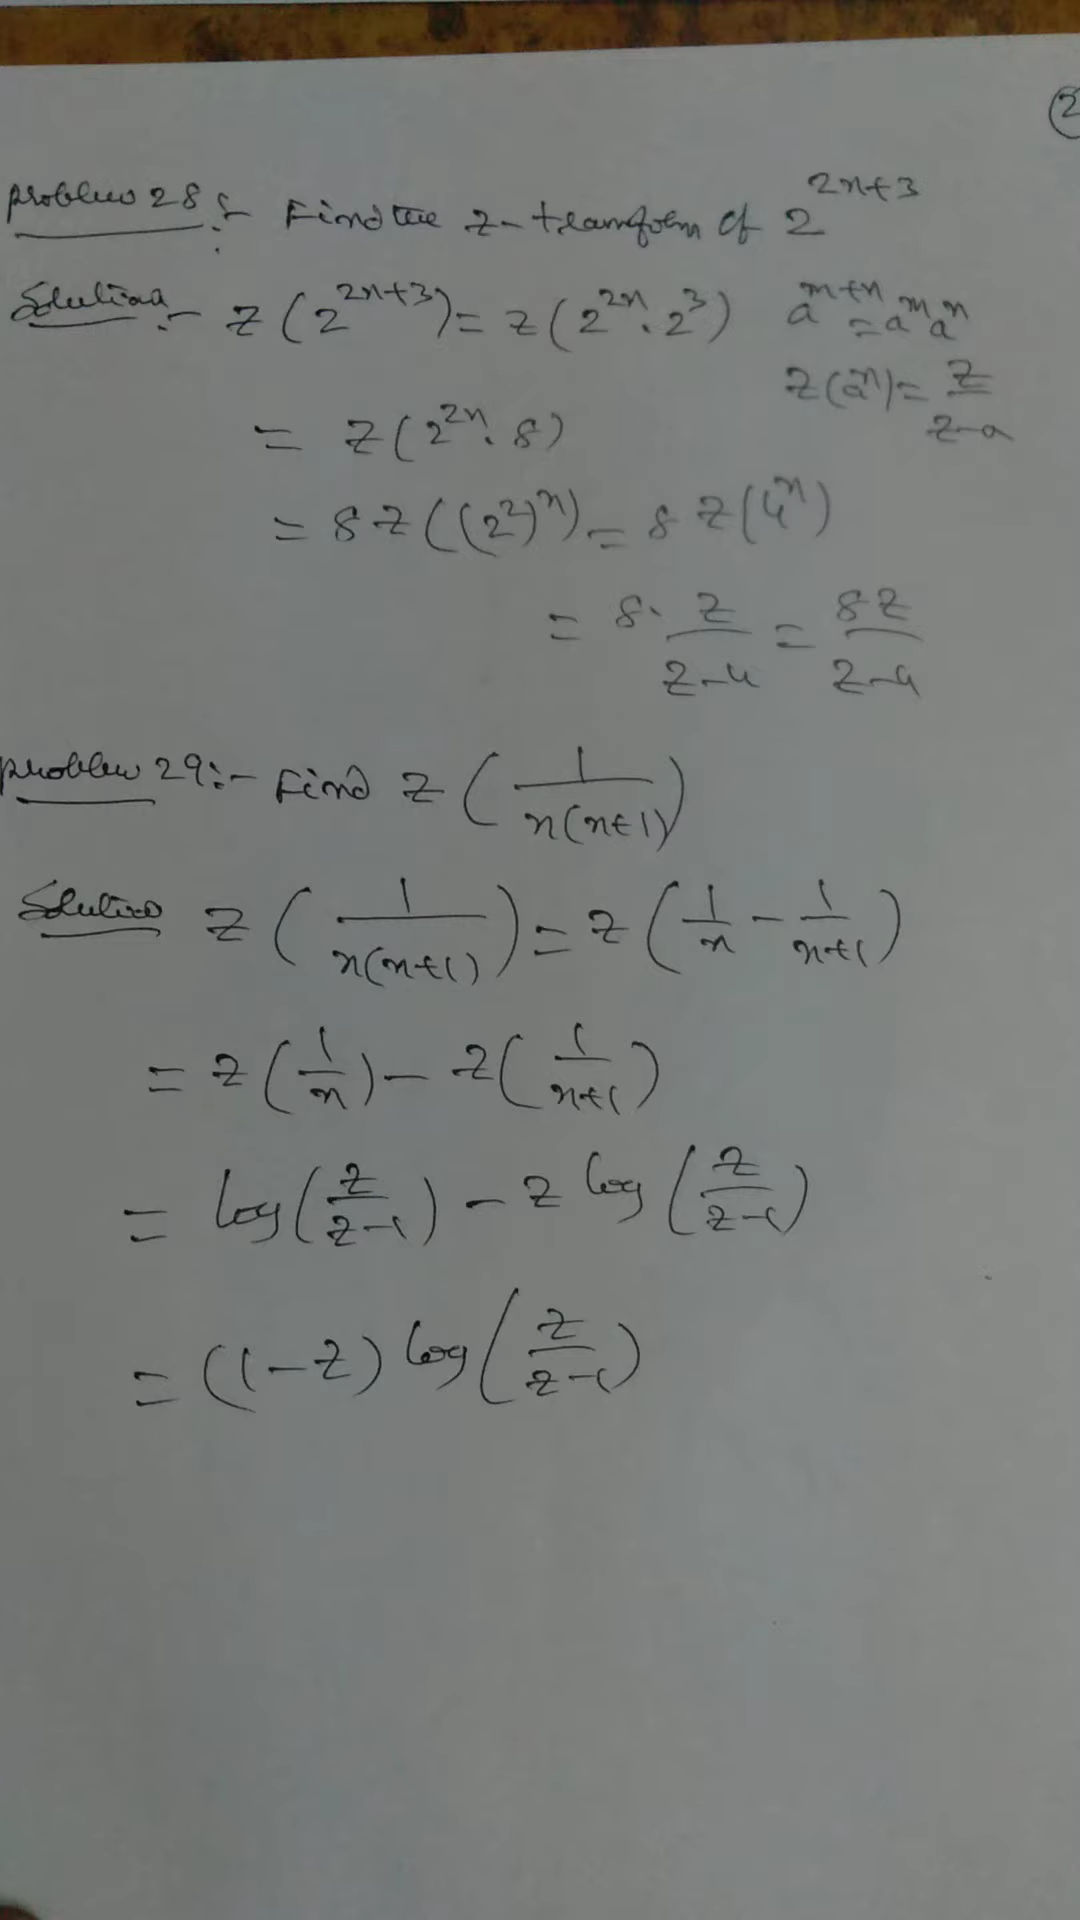 2
Problem 28 :- Find the z-transform of 2^{2n+3}
Solution :- z(2^{2n+3}) = z(2^{2n}. 2^3) a^{m+n} = a^m a^n
z(a^n) = z/(z-a)
= z(2^{2n}. 8)
= 8 z((2^2)^n) = 8 z(4^n)
= 8. z/(z-4) = 8z/(z-4)
Problem 29 :- Find z(1/(n(n+1)))
Solution z(1/(n(n+1))) = z(1/n - 1/(n+1))
= z(1/n) - z(1/(n+1))
= log(z/(z-1)) - z log(z/(z-1))
= (1-z) log(z/(z-1))